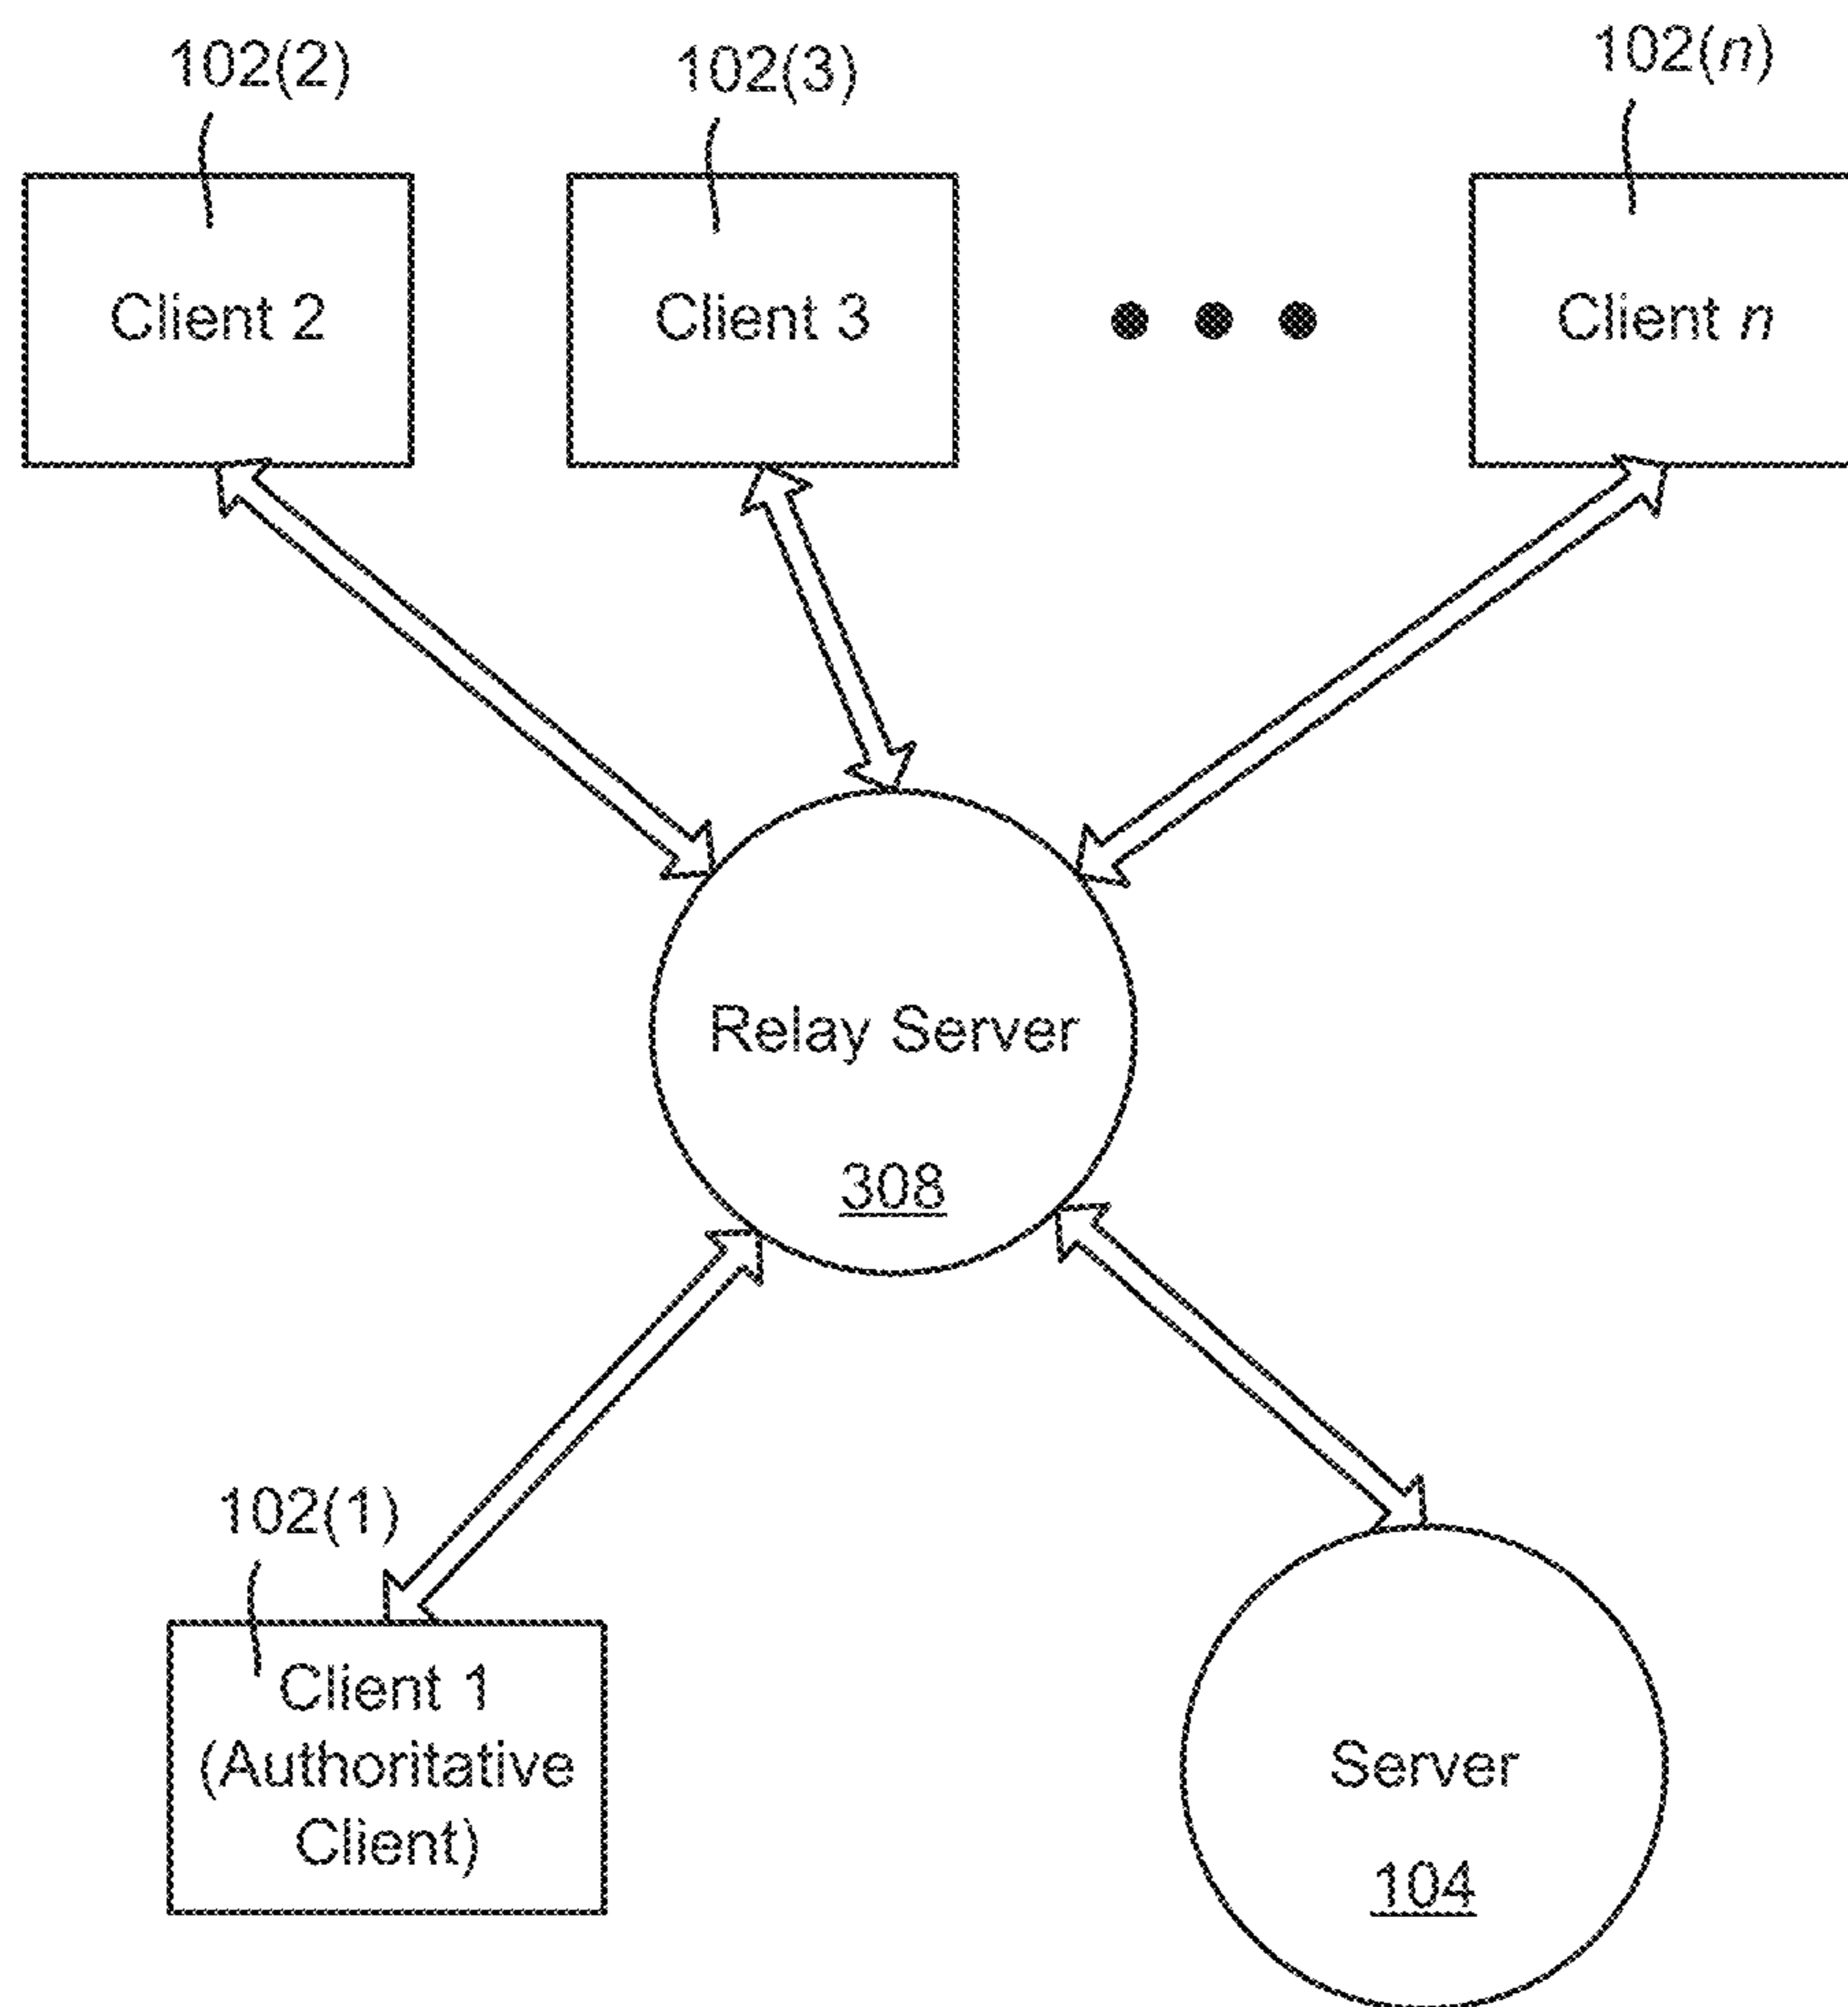 102(2)
102(3)
102(n)
Client 2
Client 3
Client n
Relay Server
308
102(1)
Client 1
(Authoritative
Client)
Server
104